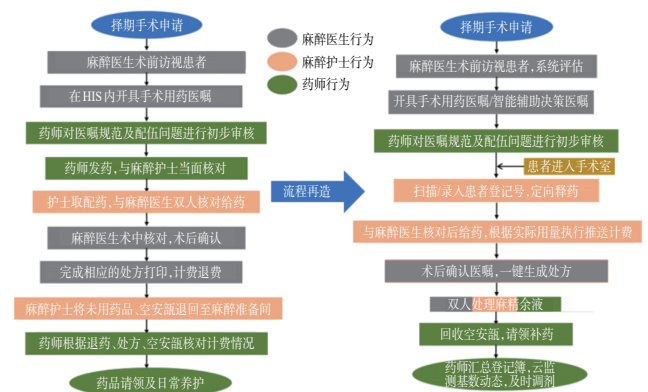 择期手术申请
麻醉医生术前访视患者
在HIS内开具手术用药医嘱
药师对医嘱规范及配伍问题进行初步审核
药师发药,与麻醉护士当面核对
护士取配药,与麻醉医生双人核对给药
麻醉医生术中核对,术后确认
完成相应的处方打印,计费退费
麻醉护士将未用药品、空安瓿退回至麻醉准备间
药师根据退药、处方、空安瓿核对计费情况
药品请领及日常养护
麻醉医生行为
麻醉护士行为
药师行为
流程再造
择期手术申请
麻醉医生术前访视患者,系统评估
开具手术用药医嘱/智能辅助决策医嘱
药师对医嘱规范及配伍问题进行初步审核
患者进入手术室
扫描/录入患者登记号,定向释药
与麻醉医生核对后给药,根据实际用量执行推送计费
术后确认医嘱,一键生成处方
双人处理麻精余液
回收空安瓿,请领补药
药师汇总登记簿,云监
测基数动态,及时调剂